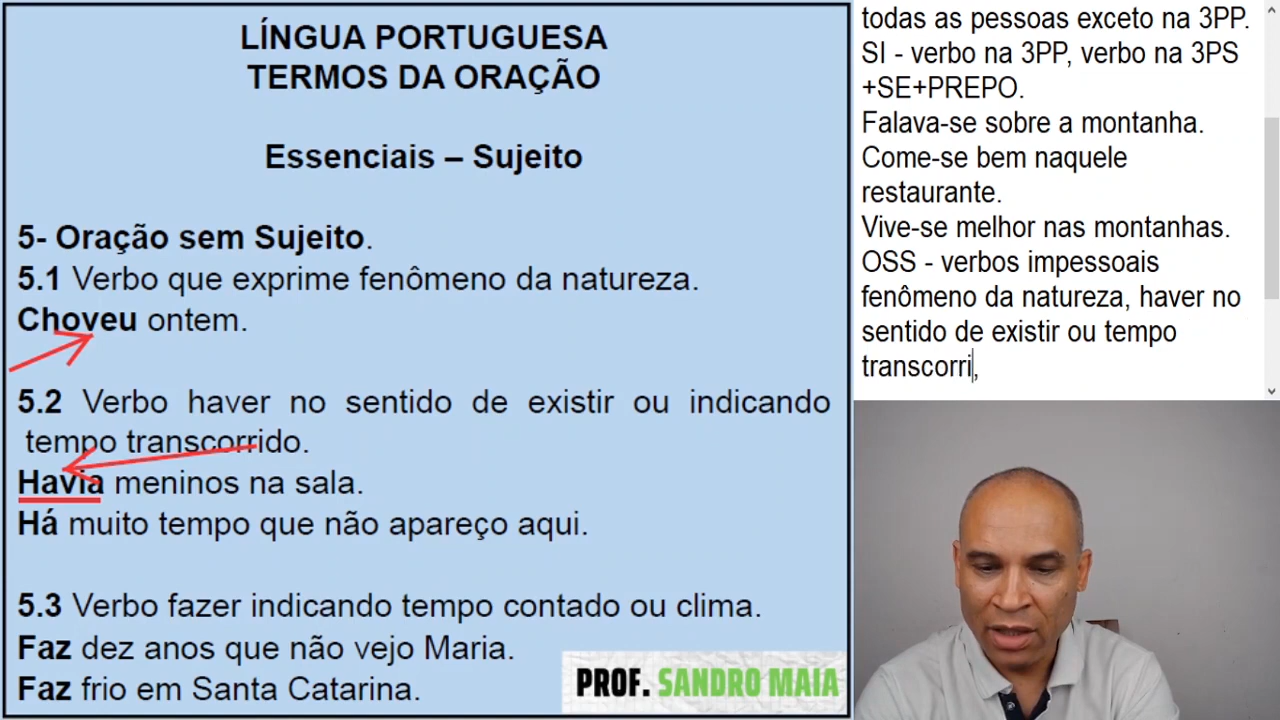 LÍNGUA PORTUGUESA
TERMOS DA ORAÇÃO
Essenciais – Sujeito
5- Oração sem Sujeito.
5.1 Verbo que exprime fenômeno da natureza.
Choveu ontem.
5.2 Verbo haver no sentido de existir ou indicando
tempo transcorrido.
Havia meninos na sala.
Há muito tempo que não apareço aqui.
5.3 Verbo fazer indicando tempo contado ou clima.
Faz dez anos que não vejo Maria.
Faz frio em Santa Catarina.
PROF. SANDRO MAIA
todas as pessoas exceto na 3PP.
SI - verbo na 3PP, verbo na 3PS
+SE+PREPO.
Falava-se sobre a montanha.
Come-se bem naquele
restaurante.
Vive-se melhor nas montanhas.
OSS - verbos impessoais
fenômeno da natureza, haver no
sentido de existir ou tempo
transcorri,